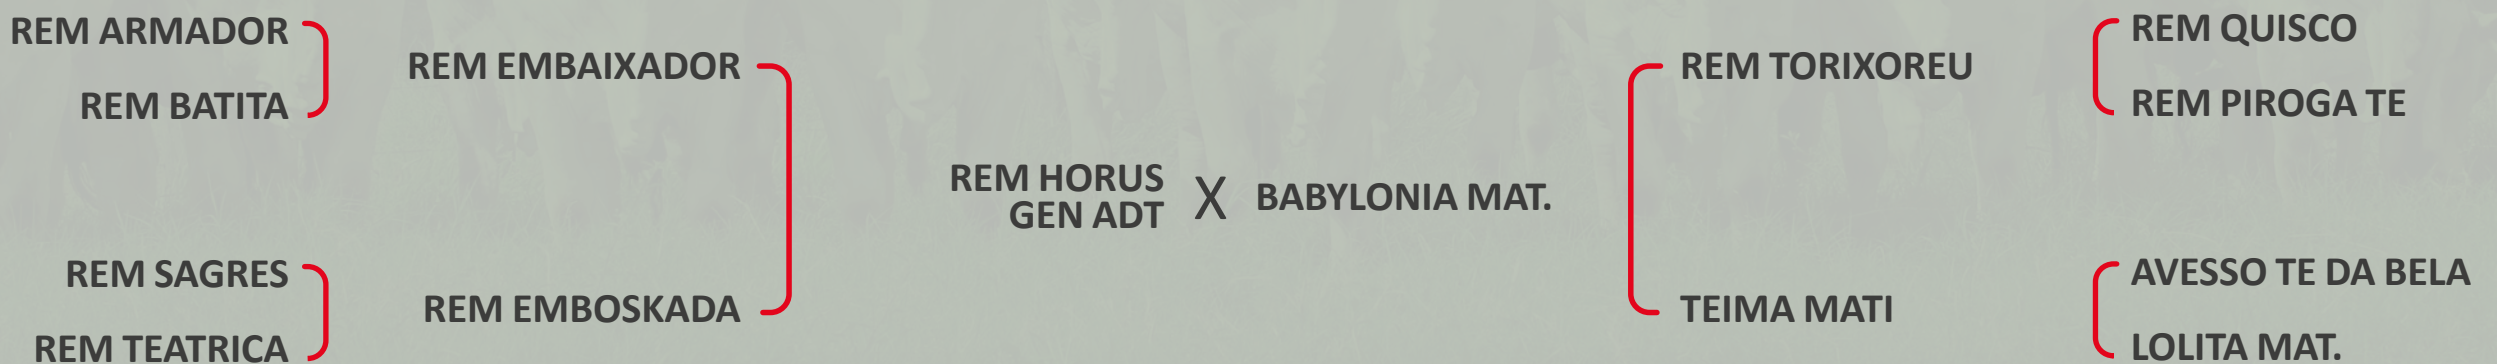 REM ARMADOR
REM BATITA
REM EMBAIXADOR
REM SAGRES
REM TEATRICA
REM EMBOSKADA
REM HORUS
GEN ADT
X
BABYLONIA MAT.
REM TORIXOREU
TEIMA MATI
REM QUISCO
REM PIROGA TE
AVESSO TE DA BELA
LOLITA MAT.